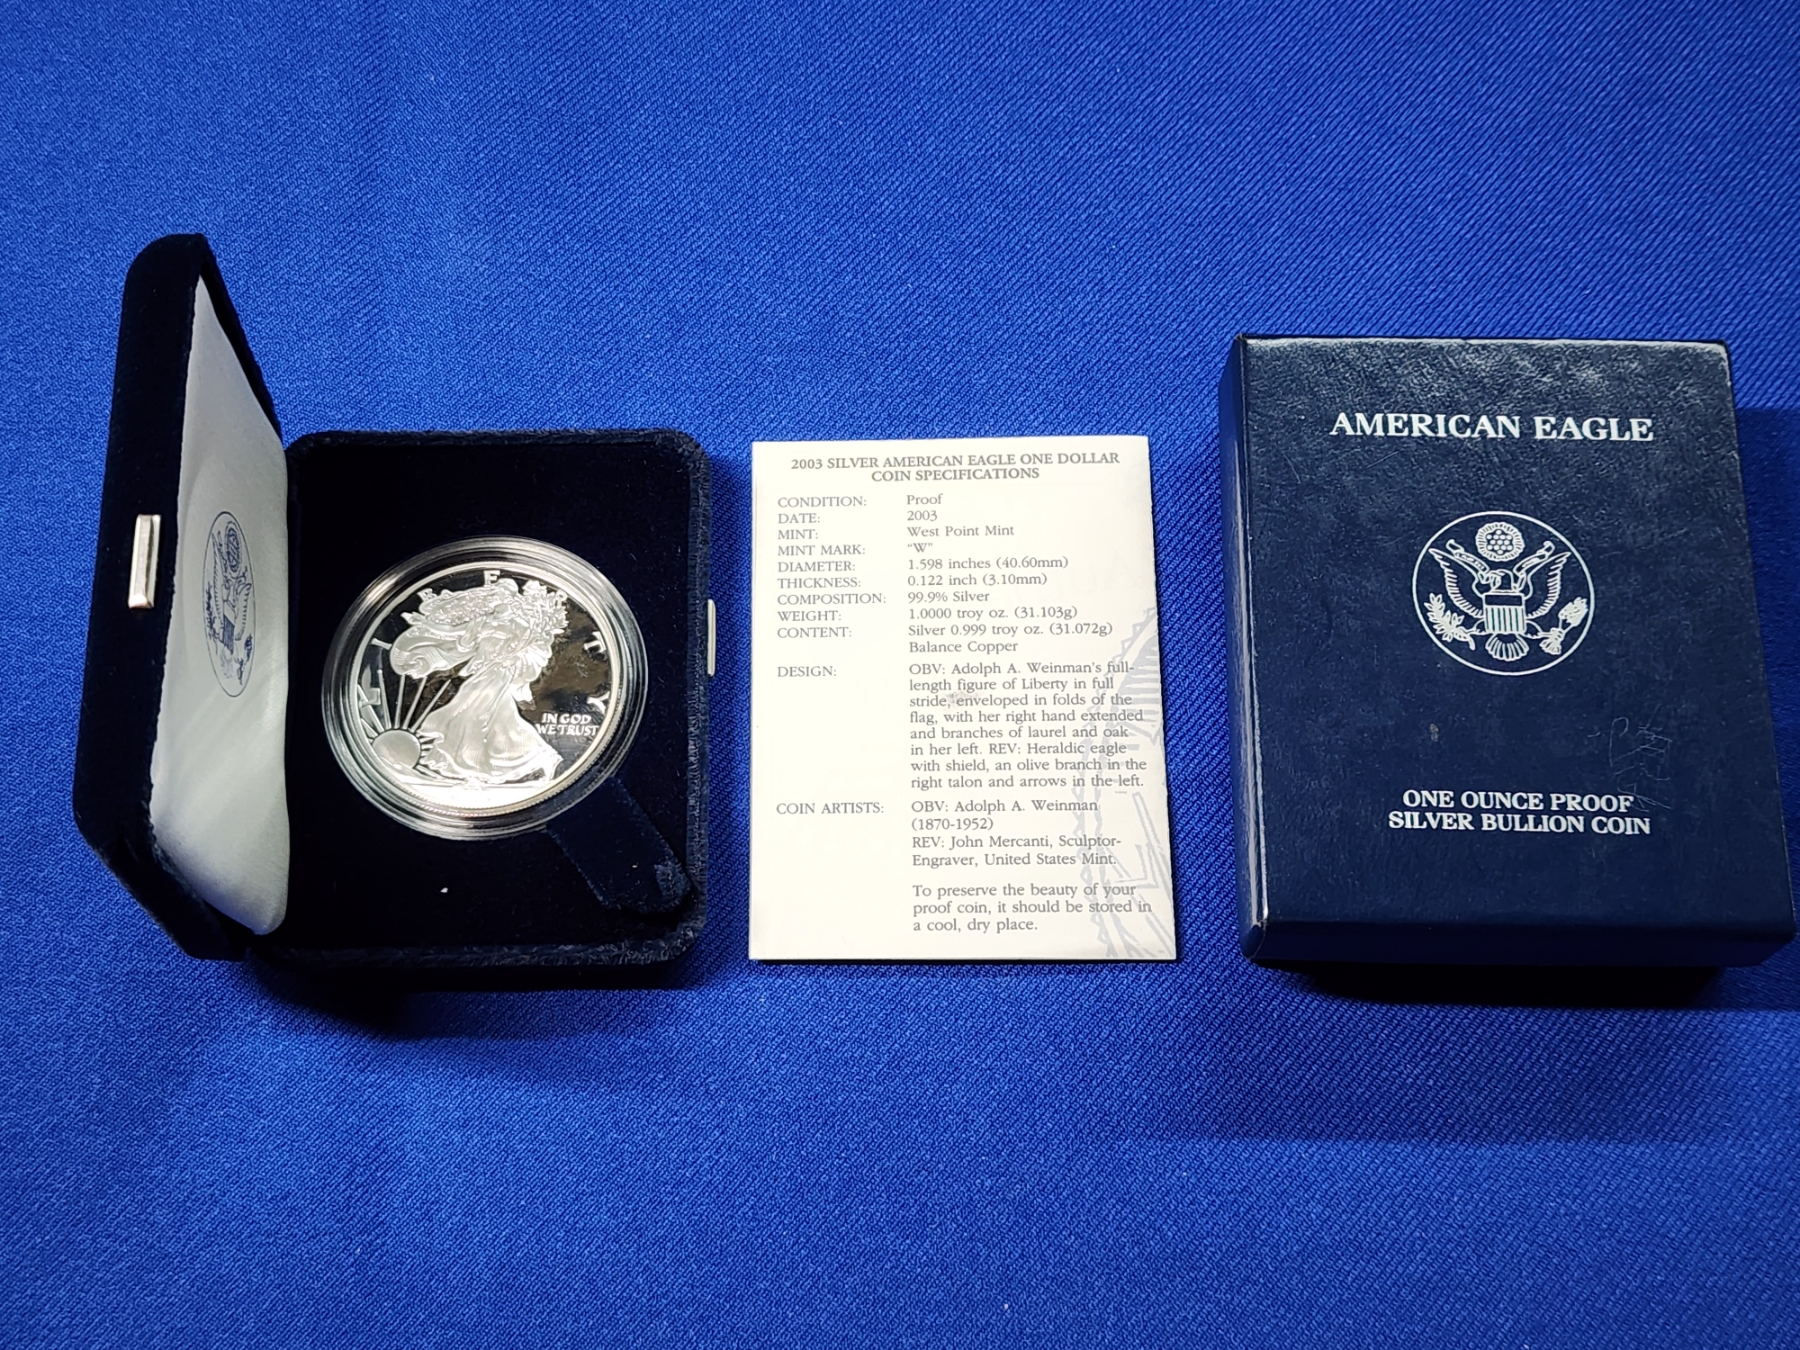 LIBERTY
IN GOD
WE TRUST
2003 SILVER AMERICAN EAGLE ONE DOLLAR
COIN SPECIFICATIONS
CONDITION: Proof
DATE: 2003
MINT: West Point Mint
MINT MARK: "W"
DIAMETER: 1.598 inches (40.60mm)
THICKNESS: 0.122 inch (3.10mm)
COMPOSITION: 99.9% Silver
WEIGHT: 1.0000 troy oz. (31.103g)
CONTENT: Silver 0.999 troy oz. (31.072g)
Balance Copper
DESIGN: OBV: Adolph A. Weinman's full-
length figure of Liberty in full
stride, enveloped in folds of the
flag, with her right hand extended
and branches of laurel and oak
in her left. REV: Heraldic eagle
with shield, an olive branch in the
right talon and arrows in the left.
COIN ARTISTS: OBV: Adolph A. Weinman
(1870-1952)
REV: John Mercanti, Sculptor-
Engraver, United States Mint.
To preserve the beauty of your
proof coin, it should be stored in
a cool, dry place.
AMERICAN EAGLE
ONE OUNCE PROOF
SILVER BULLION COIN